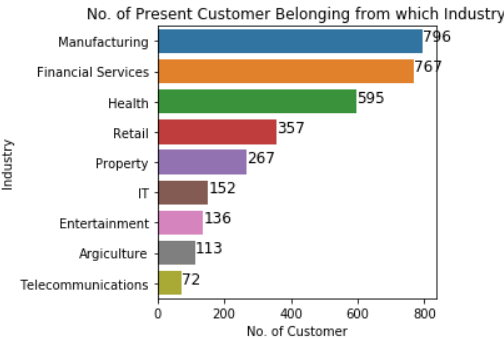 No. of Present Customer Belonging from which Industry
Manufacturing 796
Financial Services 767
Health 595
Retail 357
Property 267
IT 152
Entertainment 136
Argiculture 113
Telecommunications 72
Industry
0 200 400 600 800
No. of Customer